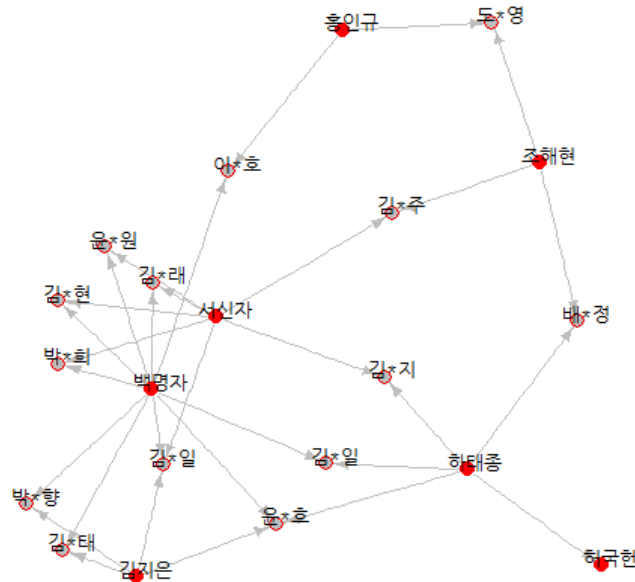 홍인규
도*영
조해현
이*호
김*주
윤*원
김*래
김*현
서신자
배*정
박*희
김*지
백명자
김*일
김*일
하태종
박*향
윤*호
김*태
김지은
허국현